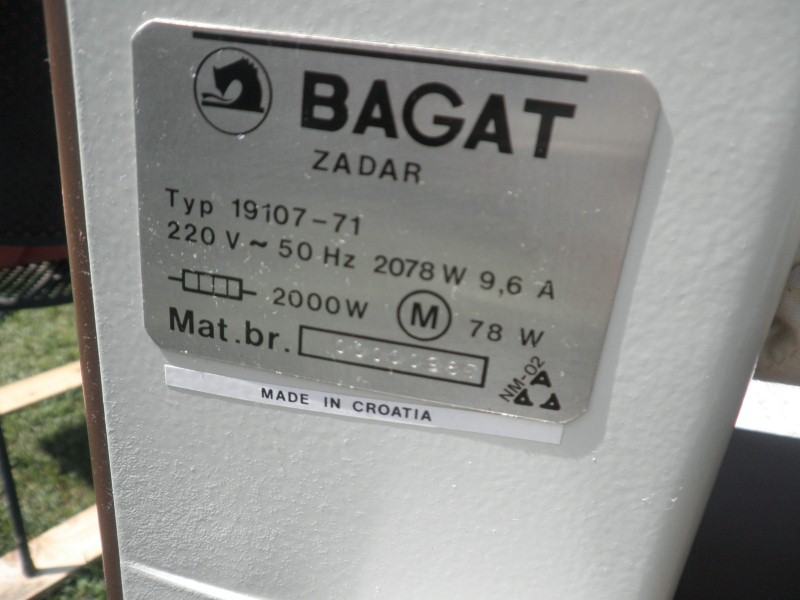 BAGAT
ZADAR
Typ 19107-71
220 V ~ 50 Hz 2078 W 9,6 A
2000W M 78 W
Mat.br.
NM-02
MADE IN CROATIA